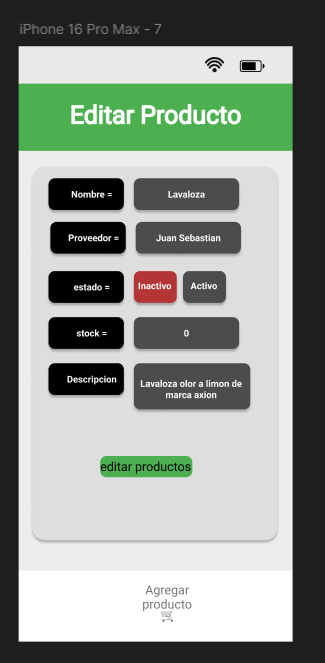 iPhone 16 Pro Max - 7
Editar Producto
Nombre = Lavaloza
Proveedor = Juan Sebastian
estado = Inactivo Activo
stock = 0
Descripcion
Lavaloza olor a limon de
marca axion
editar productos
Agregar
producto